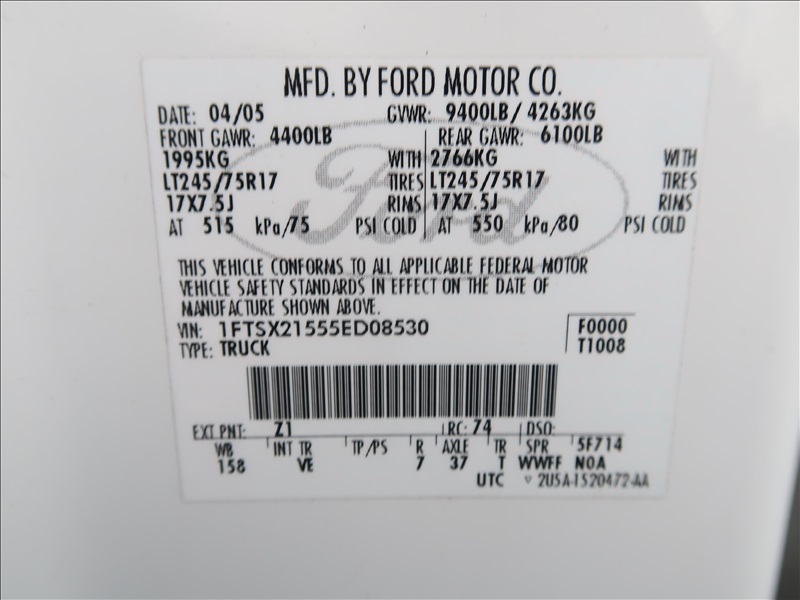 MFD. BY FORD MOTOR CO.
DATE: 04/05 GVWR: 9400LB/ 4263KG
FRONT GAWR: 4400LB REAR GAWR: 6100LB
1995KG WITH 2766KG WITH
LT245/75R17 TIRES LT245/75R17 TIRES
17X7.5J RIMS 17X7.5J RIMS
AT 515 kPa/75 PSI COLD AT 550 kPa/80 PSI COLD
Ford
THIS VEHICLE CONFORMS TO ALL APPLICABLE FEDERAL MOTOR
VEHICLE SAFETY STANDARDS IN EFFECT ON THE DATE OF
MANUFACTURE SHOWN ABOVE.
VIN: 1FTSX21555ED08530 F0000
TYPE: TRUCK T1008
EXT PNT: Z1 RC: 74 DSO:
WB INT TR TP/PS R AXLE TR SPR 5F714
158 VE 7 37 T WWFF NOA
UTC ▽ 2U5A-1520472-AA